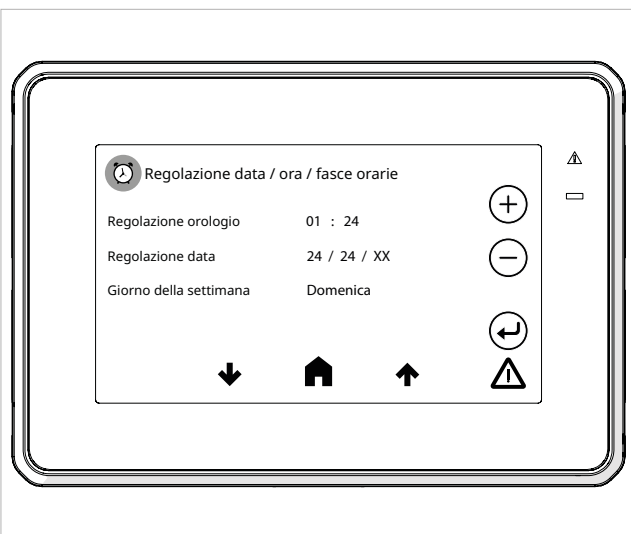 Regolazione data / ora / fasce orarie
Regolazione orologio 01 : 24
Regolazione data 24 / 24 / XX
Giorno della settimana Domenica